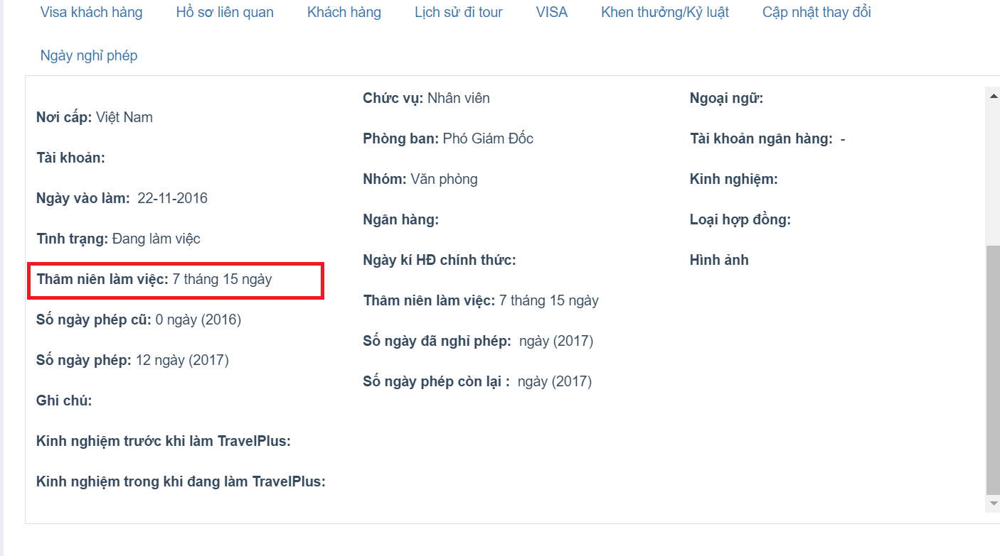 Visa khách hàng Hồ sơ liên quan Khách hàng Lịch sử đi tour VISA Khen thưởng/Kỷ luật Cập nhật thay đổi
Ngày nghỉ phép
Nơi cấp: Việt Nam
Tài khoản:
Ngày vào làm: 22-11-2016
Tình trạng: Đang làm việc
Thâm niên làm việc: 7 tháng 15 ngày
Số ngày phép cũ: 0 ngày (2016)
Số ngày phép: 12 ngày (2017)
Ghi chú:
Kinh nghiệm trước khi làm TravelPlus:
Kinh nghiệm trong khi đang làm TravelPlus:
Chức vụ: Nhân viên
Phòng ban: Phó Giám Đốc
Nhóm: Văn phòng
Ngân hàng:
Ngày kí HĐ chính thức:
Thâm niên làm việc: 7 tháng 15 ngày
Số ngày đã nghỉ phép: ngày (2017)
Số ngày phép còn lại : ngày (2017)
Ngoại ngữ:
Tài khoản ngân hàng: -
Kinh nghiệm:
Loại hợp đồng:
Hình ảnh